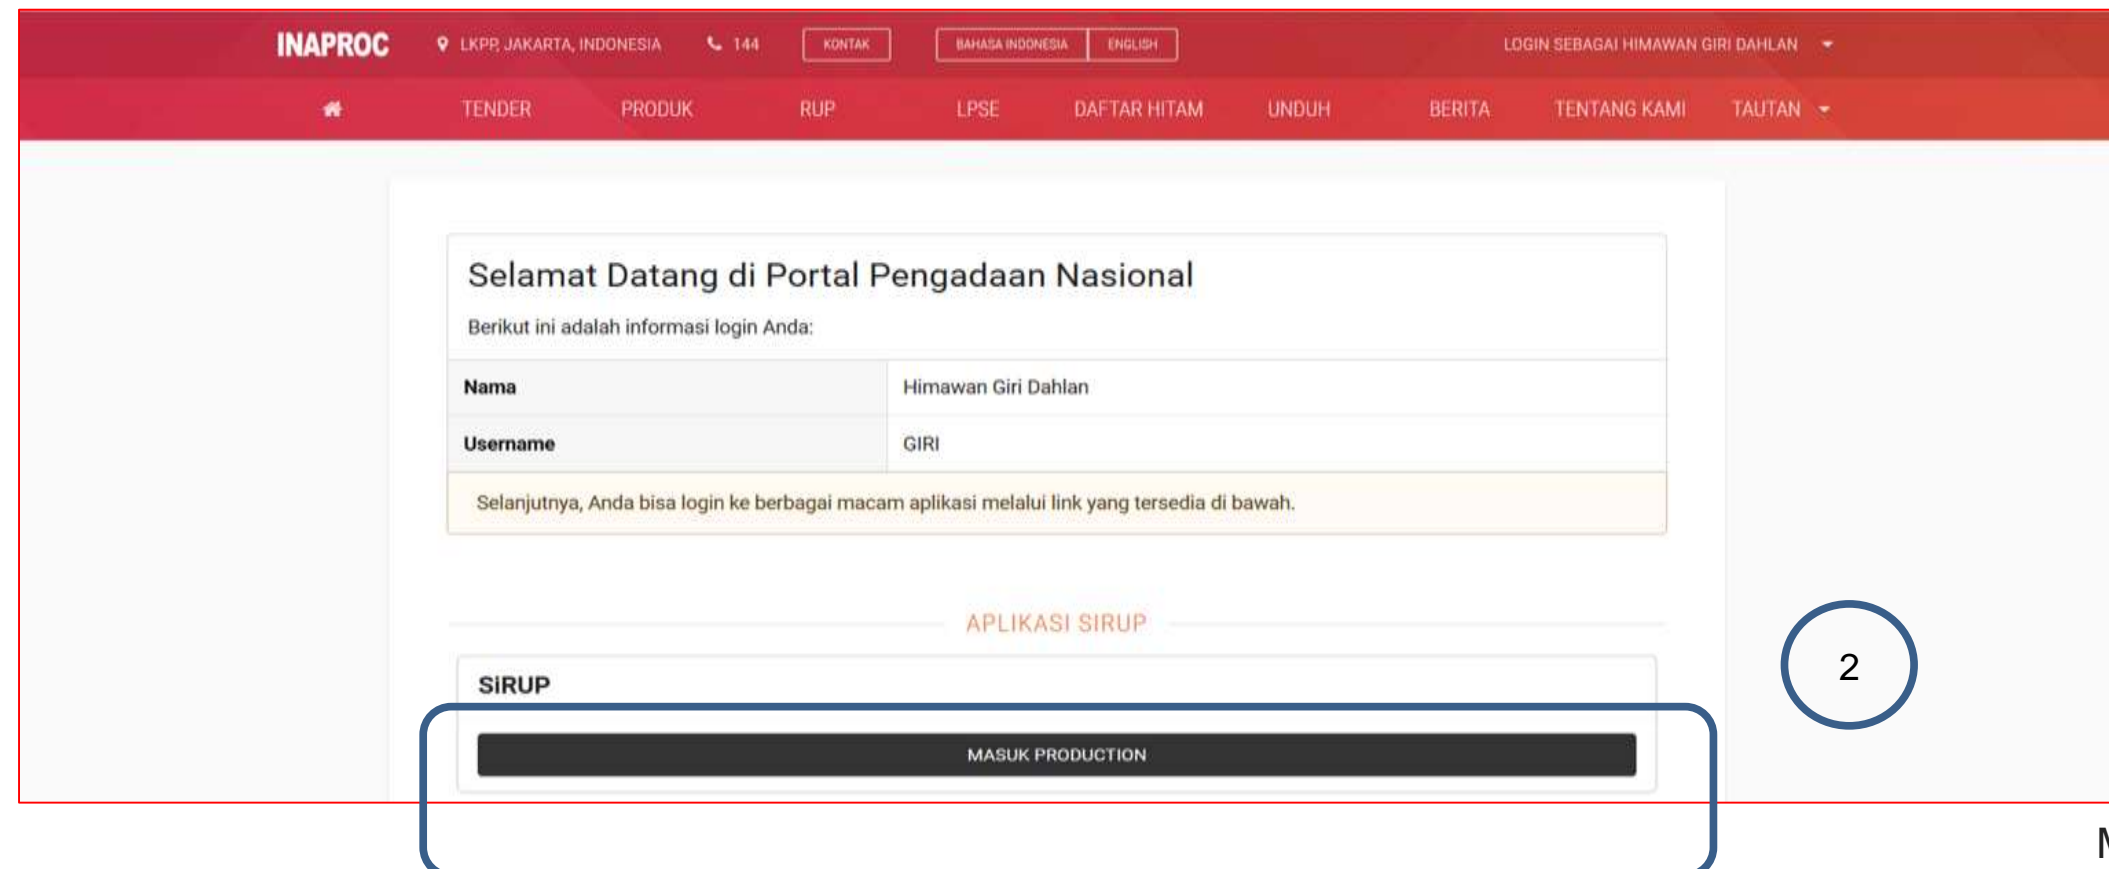 INAPROC LKPP, JAKARTA, INDONESIA 144 KONTAK BAHASA INDONESIA ENGLISH LOGIN SEBAGAI HIMAWAN GIRI DAHLAN
TENDER PRODUK RUP LPSE DAFTAR HITAM UNDUH BERITA TENTANG KAMI TAUTAN
Selamat Datang di Portal Pengadaan Nasional
Berikut ini adalah informasi login Anda:
Nama Himawan Giri Dahlan
Username GIRI
Selanjutnya, Anda bisa login ke berbagai macam aplikasi melalui link yang tersedia di bawah.
APLIKASI SIRUP
2
SiRUP
MASUK PRODUCTION